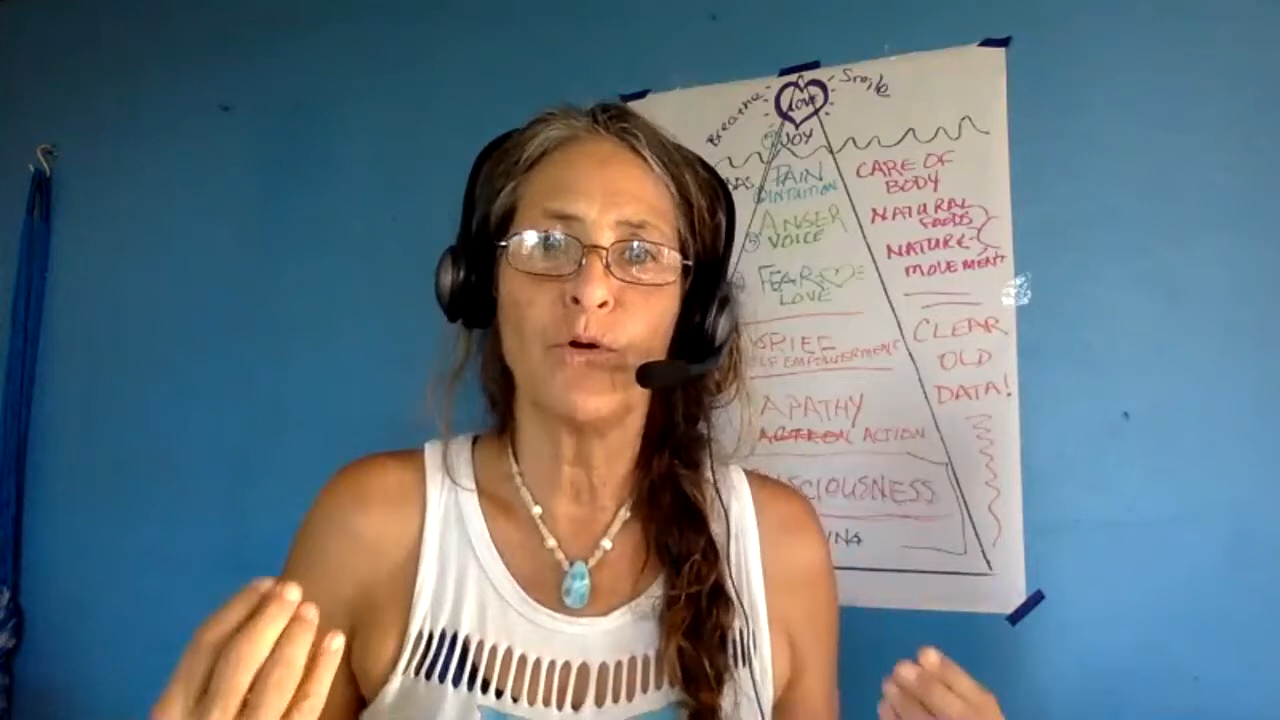 Breathe
Smile
LOVE
JOY
PAIN
INTUITION
ANGER
VOICE
FEAR
LOVE
GRIEF
EMPOWERMENT
APATHY
ACTION
CARE OF
BODY
NATURAL
FOODS
NATURE
MOVEMENT
CLEAR
OLD
DATA!